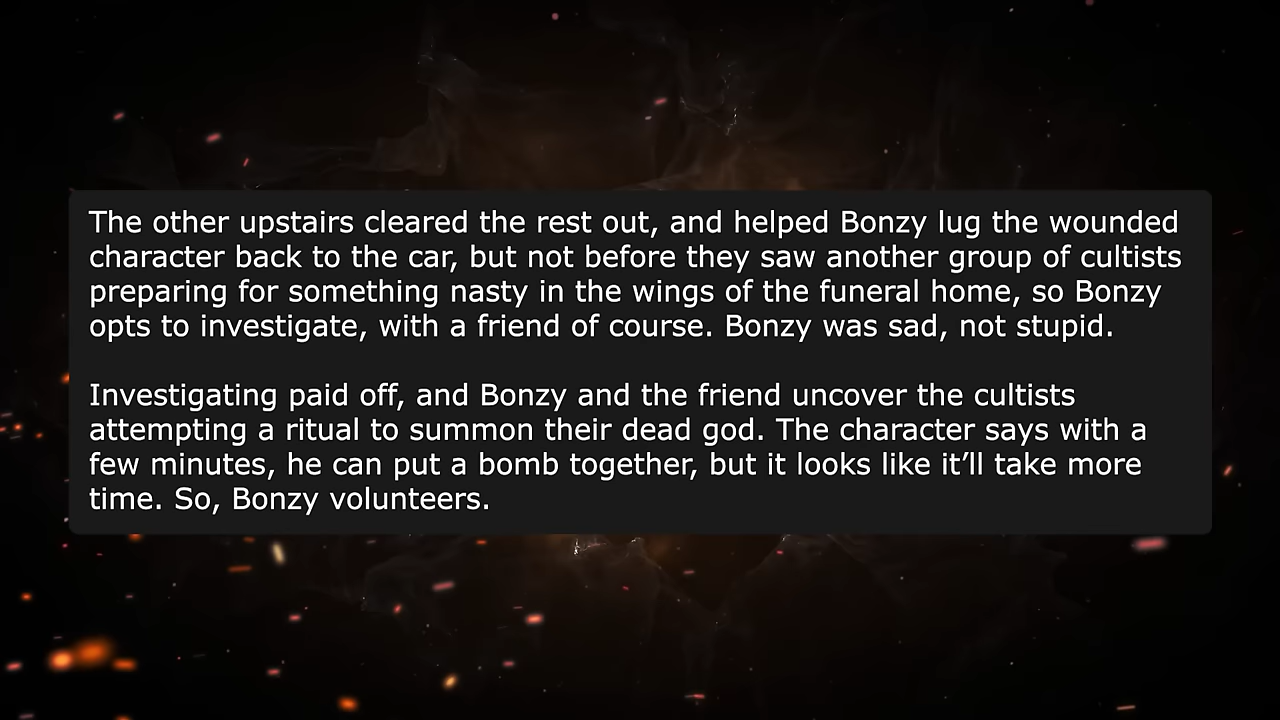 The other upstairs cleared the rest out, and helped Bonzy lug the wounded
character back to the car, but not before they saw another group of cultists
preparing for something nasty in the wings of the funeral home, so Bonzy
opts to investigate, with a friend of course. Bonzy was sad, not stupid.
Investigating paid off, and Bonzy and the friend uncover the cultists
attempting a ritual to summon their dead god. The character says with a
few minutes, he can put a bomb together, but it looks like it’ll take more
time. So, Bonzy volunteers.